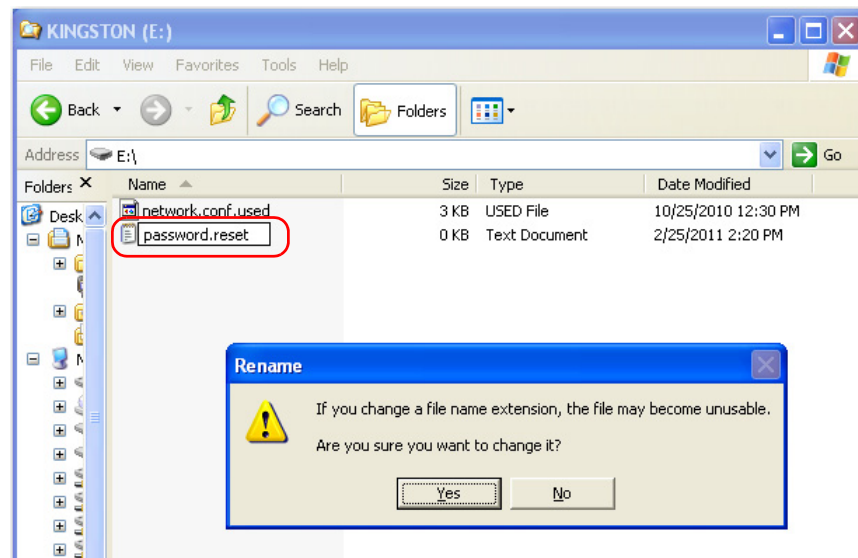 KINGSTON (E:)
File Edit View Favorites Tools Help
Back Search Folders
Address E:\ Go
Folders X Name Size Type Date Modified
Desk network.conf.used 3 KB USED File 10/25/2010 12:30 PM
password.reset 0 KB Text Document 2/25/2011 2:20 PM
Rename
If you change a file name extension, the file may become unusable.
Are you sure you want to change it?
Yes No